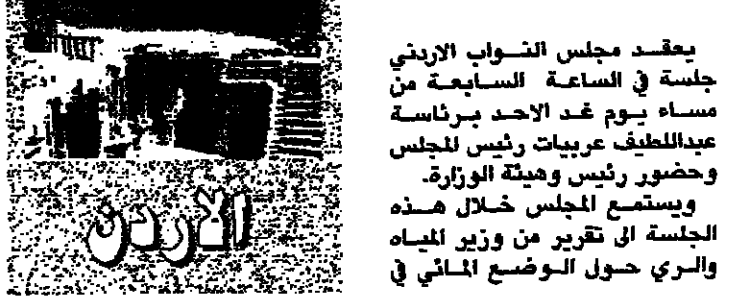 يعقد مجلس النواب الاردني
جلسة في الساعة السابعة من
مساء يوم غد الاحد برئاسة
عبداللطيف عربيات رئيس المجلس
وحضور رئيس وهيئة الوزارة.
ويستمع المجلس خلال هذه
الجلسة الى تقرير من وزير المياه
والري حول الوضع المائي في
الأردن